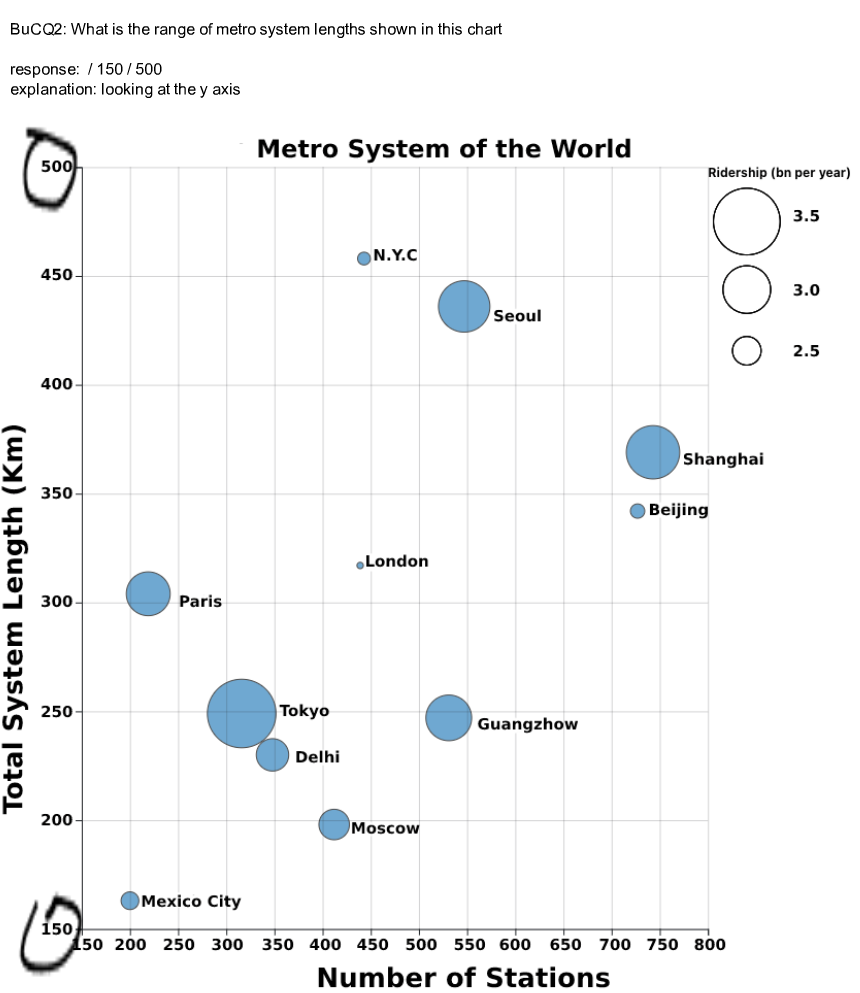 BuCQ2: What is the range of metro system lengths shown in this chart
response:  / 150 / 500
explanation: looking at the y axis
Metro System of the World
500
Ridership (bn per year)
3.5
N.Y.C
450
3.0
Seoul
2.5
400
Shanghai
350
Beijing
London
300
Paris
250
Tokyo
Guangzhow
Delhi
200
Moscow
Mexico City
150
150 200 250 300 350 400 450 500 550 600 650 700 750 800
Total System Length (Km)
Number of Stations